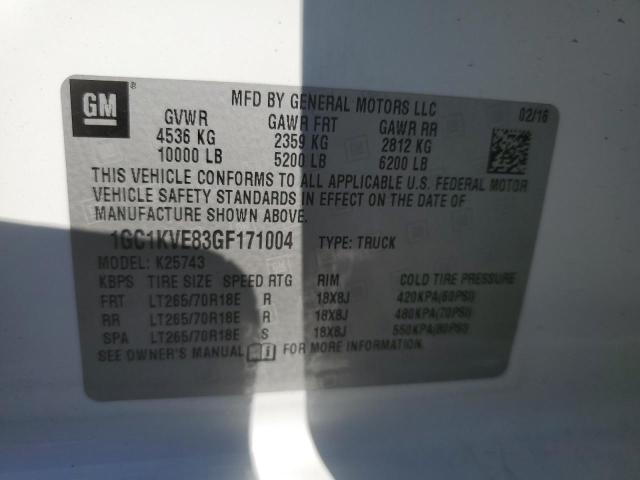 GM ®
MFD BY GENERAL MOTORS LLC
02/16
GVWR GAWR FRT GAWR RR
4536 KG 2359 KG 2812 KG
10000 LB 5200 LB 6200 LB
THIS VEHICLE CONFORMS TO ALL APPLICABLE U.S. FEDERAL MOTOR
VEHICLE SAFETY STANDARDS IN EFFECT ON THE DATE OF
MANUFACTURE SHOWN ABOVE.
1GC1KVE83GF171004 TYPE: TRUCK
MODEL: K25743
KBPS TIRE SIZE SPEED RTG RIM COLD TIRE PRESSURE
FRT LT265/70R18E R 18X8J 420KPA(60PSI)
RR LT265/70R18E R 18X8J 480KPA(70PSI)
SPA LT265/70R18E S 18X8J 550KPA(80PSI)
SEE OWNER'S MANUAL FOR MORE INFORMATION.